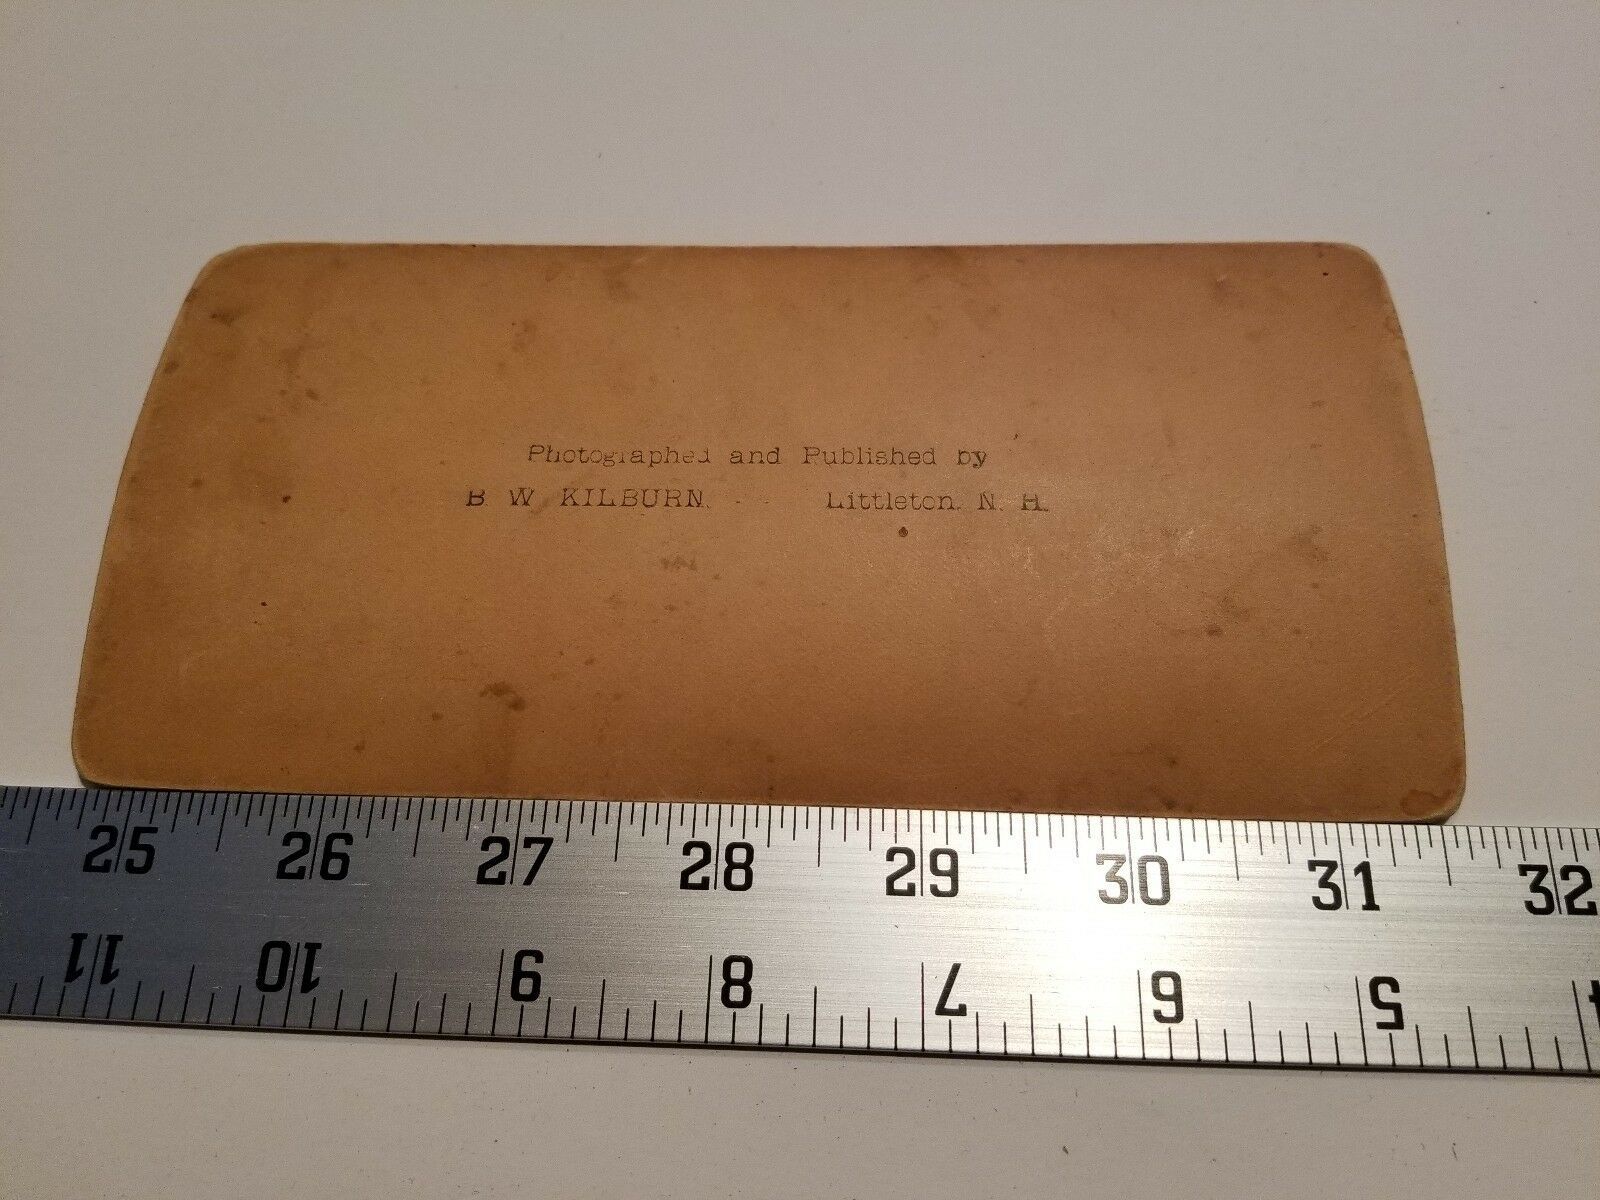 Photographed and Published by
B W KILBURN. - - Littleton. N. H.
25 26 27 28 29 30 31 32
11 10 9 8 7 6 5